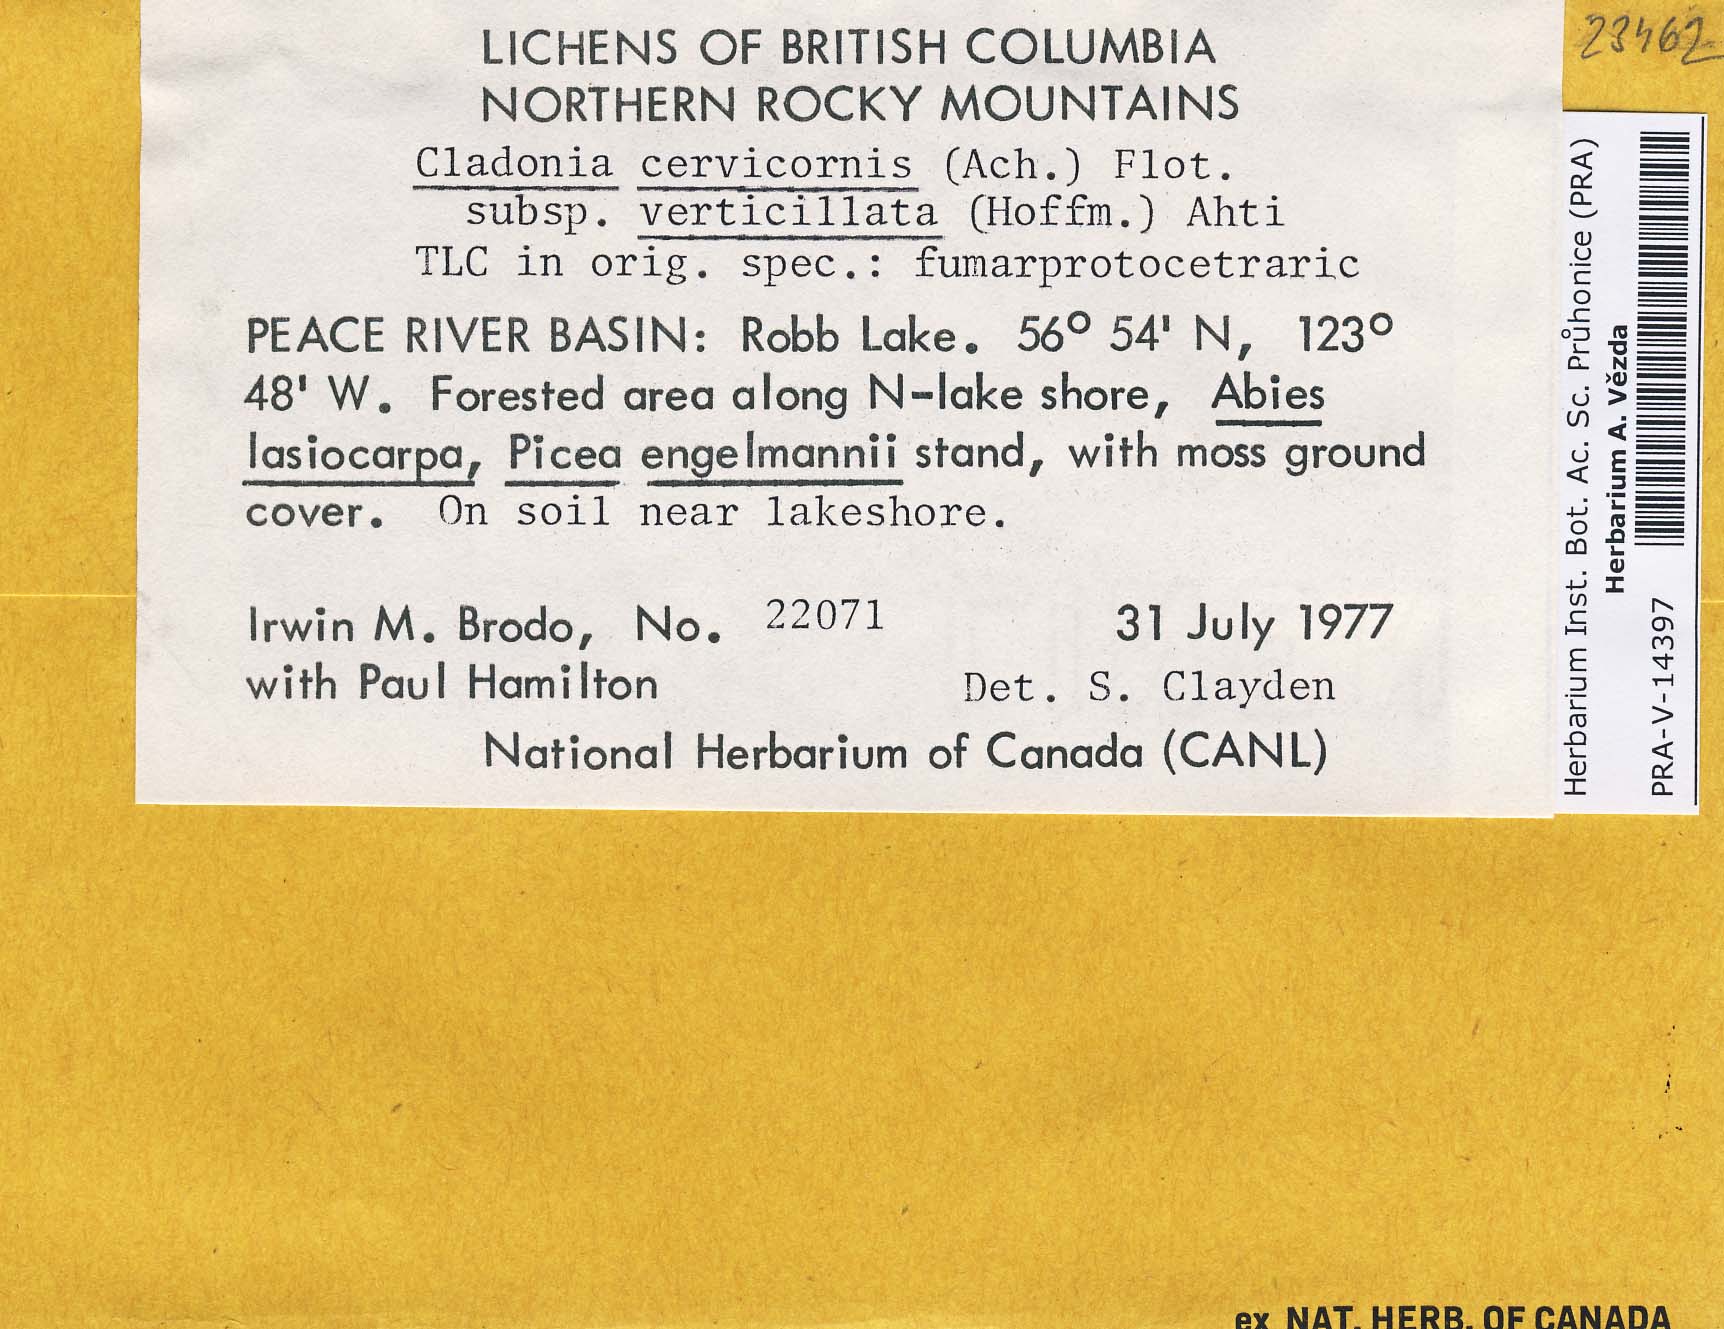 LICHENS OF BRITISH COLUMBIA
NORTHERN ROCKY MOUNTAINS
Cladonia cervicornis (Ach.) Flot.
subsp. verticillata (Hoffm.) Ahti
TLC in orig. spec.: fumarprotocetraric
PEACE RIVER BASIN: Robb Lake. 56° 54' N, 123°
48' W. Forested area along N-lake shore, Abies
lasiocarpa, Picea engelmannii stand, with moss ground
cover. On soil near lakeshore.
Irwin M. Brodo, No. 22071 31 July 1977
with Paul Hamilton Det. S. Clayden
National Herbarium of Canada (CANL)
23462
Herbarium Inst. Bot. Ac. Sc. Průhonice (PRA)
Herbarium A. Vězda
PRA-V-14397
ex NAT. HERB. OF CANADA